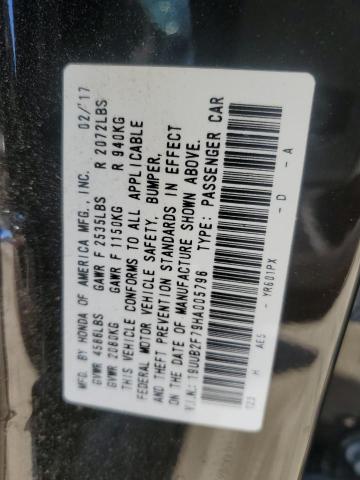 MFD. BY HONDA OF AMERICA MFG., INC. 02/'17
GVWR 4586LBS GAWR F 2535LBS R 2072LBS
GVWR 2080KG GAWR F 1150KG R 940KG
THIS VEHICLE CONFORMS TO ALL APPLICABLE
FEDERAL MOTOR VEHICLE SAFETY, BUMPER,
AND THEFT PREVENTION STANDARDS IN EFFECT
ON THE DATE OF MANUFACTURE SHOWN ABOVE.
V.I.N.: 19UUB2F79HA005796 TYPE: PASSENGER CAR
123 H AE5 - YR601PX - D - A